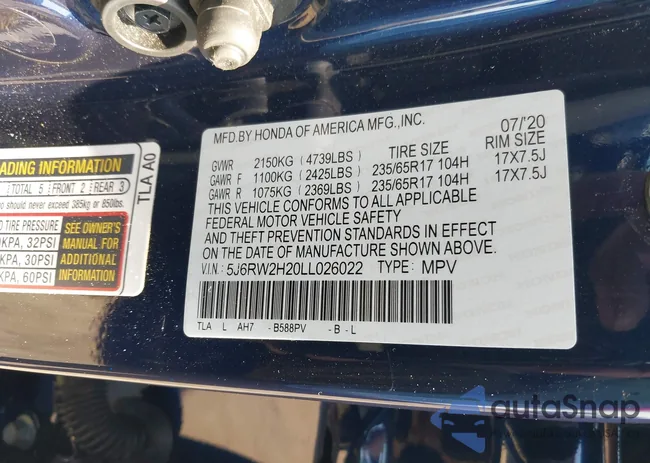 MFD.BY HONDA OF AMERICA MFG.,INC. 07/'20
TIRE SIZE RIM SIZE
GVWR 2150KG (4739LBS)
GAWR F 1100KG (2425LBS) 235/65R17 104H 17X7.5J
GAWR R 1075KG (2369LBS) 235/65R17 104H 17X7.5J
THIS VEHICLE CONFORMS TO ALL APPLICABLE
FEDERAL MOTOR VEHICLE SAFETY
AND THEFT PREVENTION STANDARDS IN EFFECT
ON THE DATE OF MANUFACTURE SHOWN ABOVE.
V.I.N: 5J6RW2H20LL026022 TYPE: MPV
TLA L AH7 -B588PV -B-L
ADING INFORMATION
TOTAL 5 FRONT 2 REAR 3
should never exceed 385kg or 850lbs.
TIRE PRESSURE
KPA, 32PSI
KPA, 30PSI
KPA, 60PSI
SEE OWNER'S
MANUAL FOR
ADDITIONAL
INFORMATION
TLA A0
autoSnap